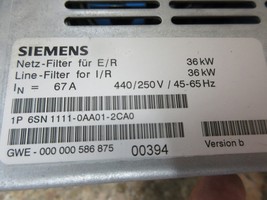 SIEMENS
Netz-Filter für E/R 36 kW
Line-Filter for I/R 36 kW
IN = 67 A 440/250 V / 45-65 Hz
1P 6SN 1111-0AA01-2CA0
GWE - 000 000 586 875 00394 Version b